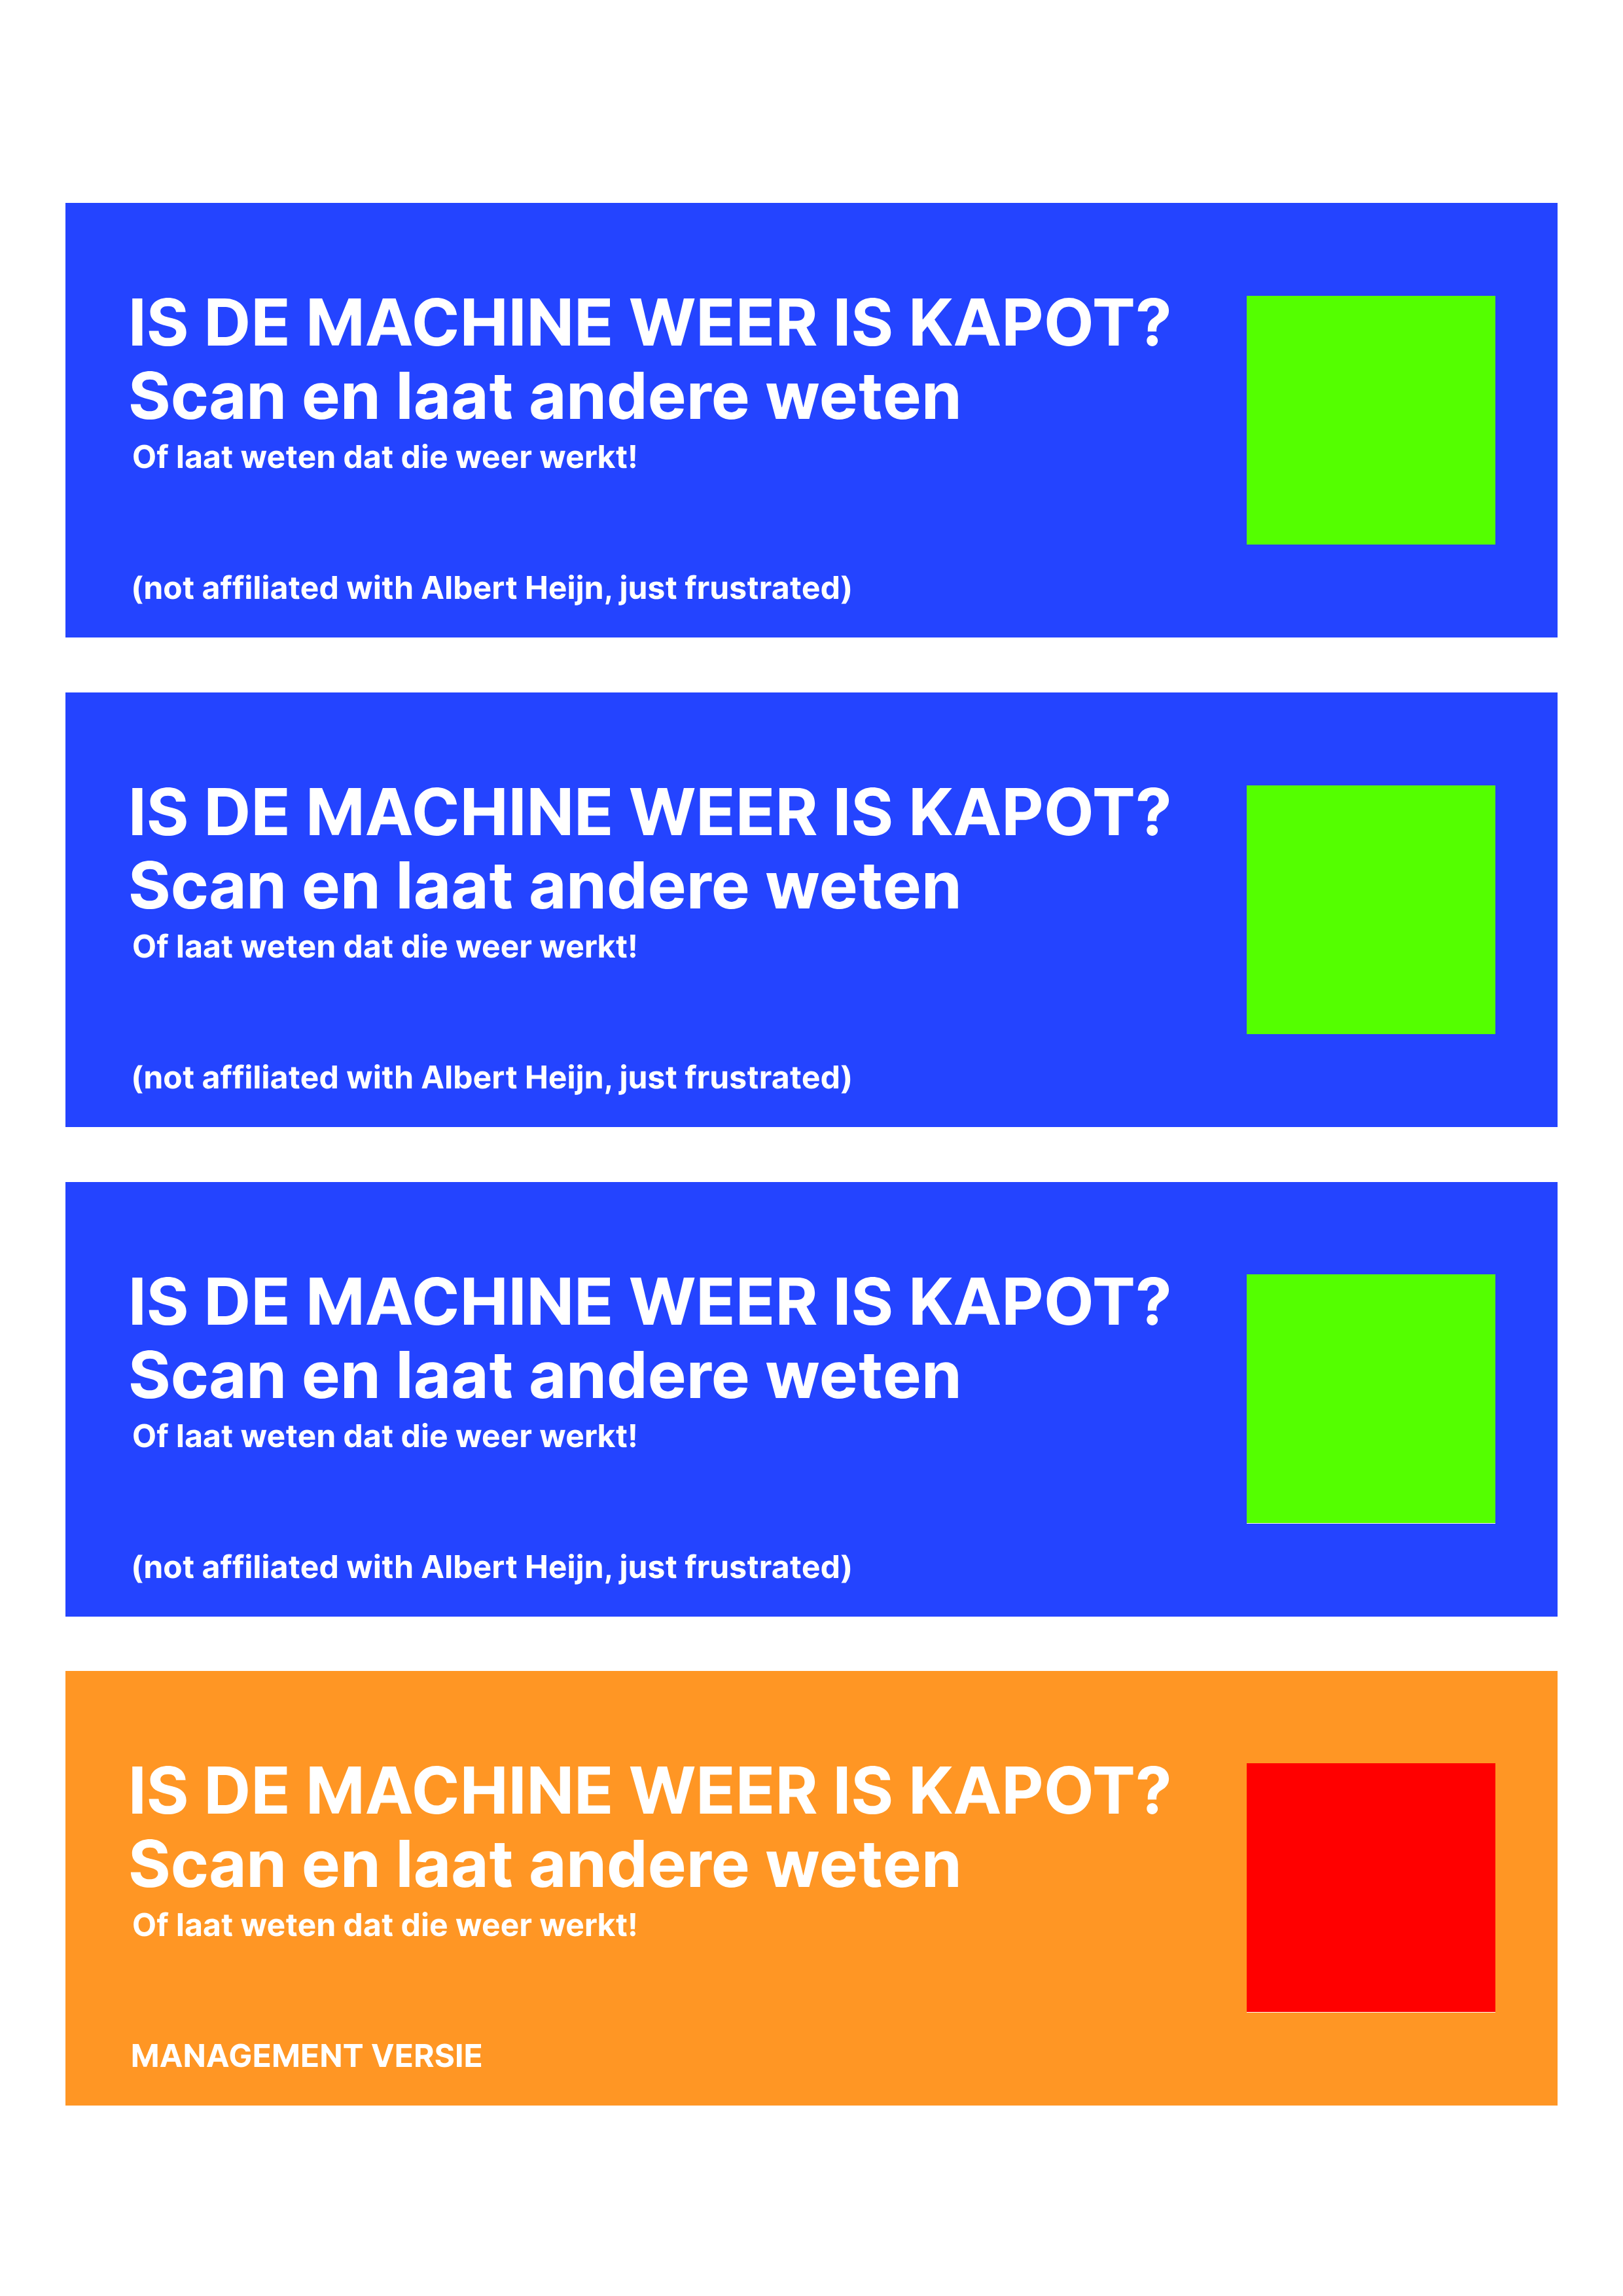 IS DE MACHINE WEER IS KAPOT?
Scan en laat andere weten
Of laat weten dat die weer werkt!
(not affiliated with Albert Heijn, just frustrated)
IS DE MACHINE WEER IS KAPOT?
Scan en laat andere weten
Of laat weten dat die weer werkt!
(not affiliated with Albert Heijn, just frustrated)
IS DE MACHINE WEER IS KAPOT?
Scan en laat andere weten
Of laat weten dat die weer werkt!
(not affiliated with Albert Heijn, just frustrated)
IS DE MACHINE WEER IS KAPOT?
Scan en laat andere weten
Of laat weten dat die weer werkt!
MANAGEMENT VERSIE